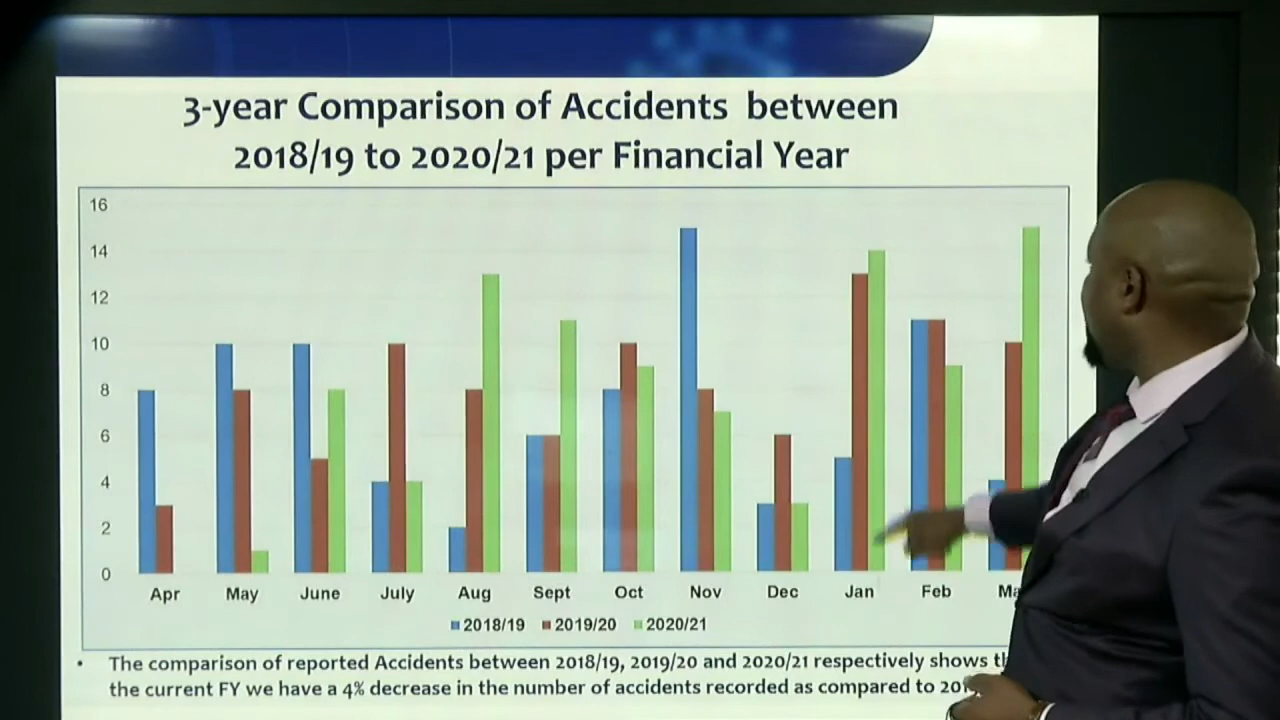 3-year Comparison of Accidents between
2018/19 to 2020/21 per Financial Year
16
14
12
10
8
6
4
2
0
Apr May June July Aug Sept Oct Nov Dec Jan Feb
2018/19 2019/20 2020/21
• The comparison of reported Accidents between 2018/19, 2019/20 and 2020/21 respectively shows
the current FY we have a 4% decrease in the number of accidents recorded as compared to